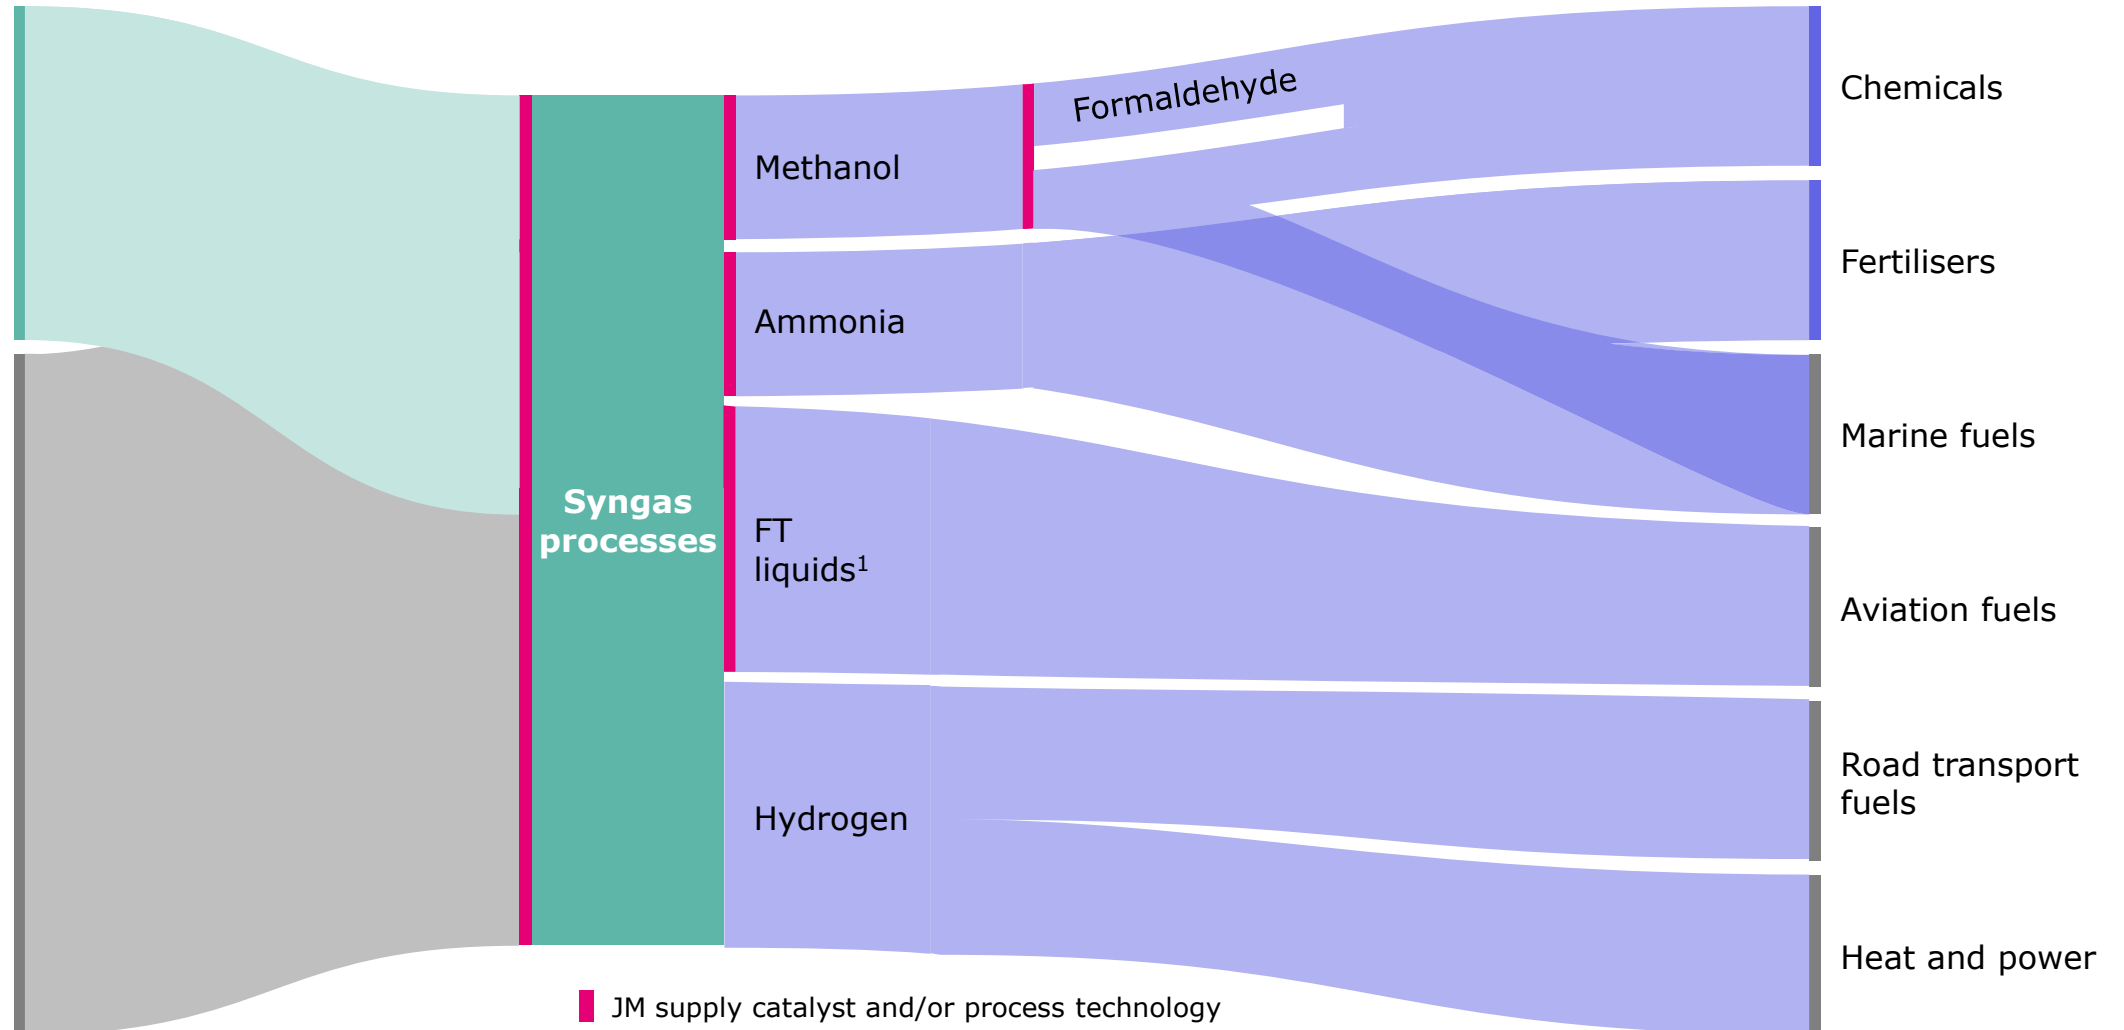 Formaldehyde
Chemicals
Methanol
Fertilisers
Ammonia
Marine fuels
Syngas
processes
FT
liquids¹
Aviation fuels
Road transport
fuels
Hydrogen
Heat and power
JM supply catalyst and/or process technology